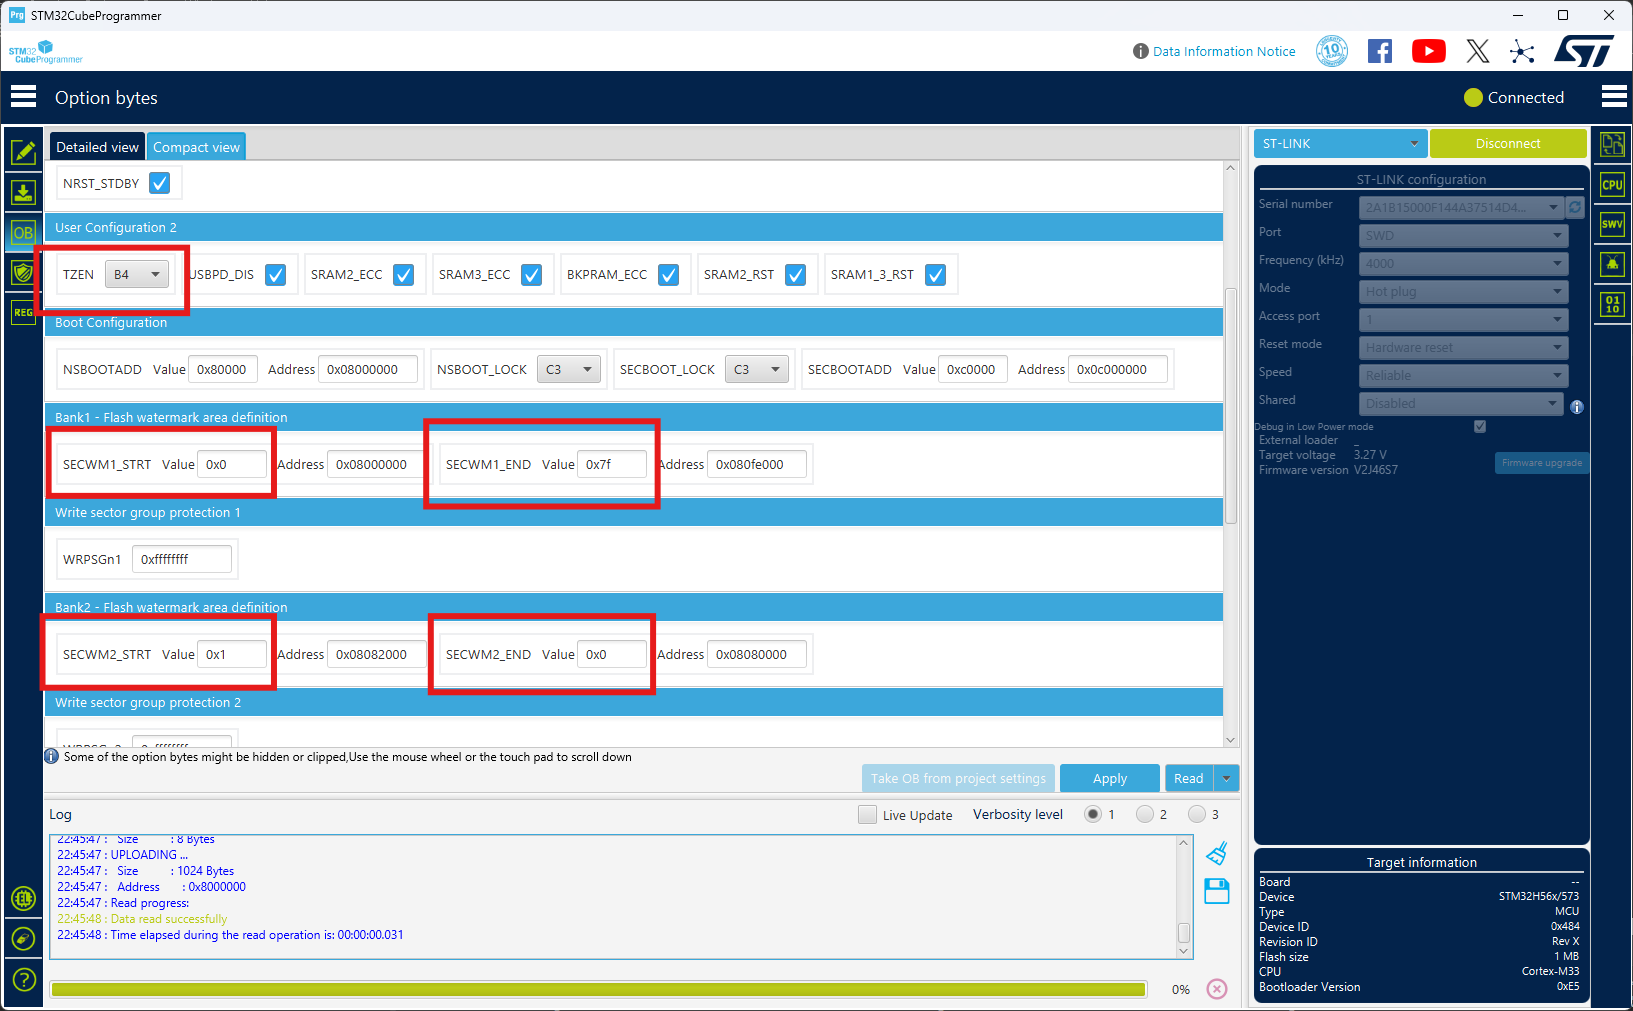 Prg STM32CubeProgrammer
STM32
CubeProgrammer
Data Information Notice
10
Option bytes
Connected
Detailed view
Compact view
NRST_STDBY
User Configuration 2
OB
TZEN B4 USBPD_DIS SRAM2_ECC SRAM3_ECC BKPRAM_ECC SRAM2_RST SRAM1_3_RST
REG
Boot Configuration
NSBOOTADD Value 0x80000 Address 0x08000000 NSBOOT_LOCK C3 SECBOOT_LOCK C3 SECBOOTADD Value 0xc0000 Address 0x0c000000
Bank1 - Flash watermark area definition
SECWM1_STRT Value 0x0 Address 0x08000000 SECWM1_END Value 0x7f Address 0x080fe000
Write sector group protection 1
WRPSGn1 0xffffffff
Bank2 - Flash watermark area definition
SECWM2_STRT Value 0x1 Address 0x08082000 SECWM2_END Value 0x0 Address 0x08080000
Write sector group protection 2
WRPSGn2 0xffffffff
Some of the option bytes might be hidden or clipped,Use the mouse wheel or the touch pad to scroll down
Take OB from project settings
Apply
Read
Log
Live Update
Verbosity level 1 2 3
22:45:47 : Size : 8 Bytes
22:45:47 : UPLOADING ...
22:45:47 : Size : 1024 Bytes
22:45:47 : Address : 0x8000000
22:45:47 : Read progress:
22:45:48 : Data read successfully
22:45:48 : Time elapsed during the read operation is: 00:00:00.031
0%
ST-LINK
Disconnect
ST-LINK configuration
Serial number 2A1B15000F144A37514D4...
Port SWD
Frequency (kHz) 4000
Mode Hot plug
Access port 1
Reset mode Hardware reset
Speed Reliable
Shared Disabled
Debug in Low Power mode
External loader _
Target voltage 3.27 V
Firmware version V2J46S7
Firmware upgrade
CPU
SWV
01
10
Target information
Board --
Device STM32H56x/573
Type MCU
Device ID 0x484
Revision ID Rev X
Flash size 1 MB
CPU Cortex-M33
Bootloader Version 0xE5